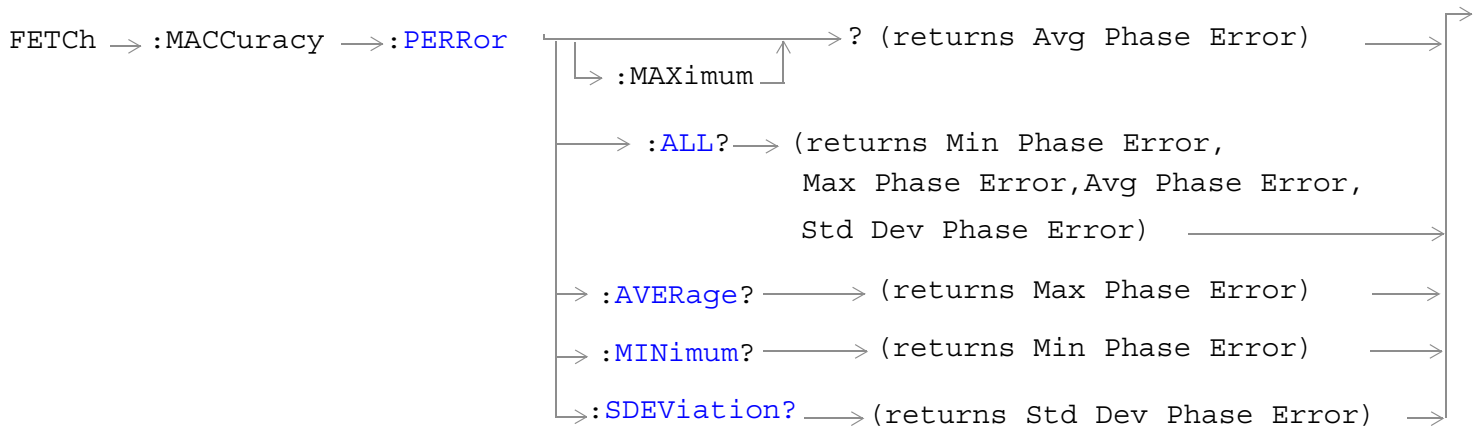 FETCh :MACCuracy :PERRor ? (returns Avg Phase Error)
:MAXimum
:ALL? (returns Min Phase Error,
Max Phase Error,Avg Phase Error,
Std Dev Phase Error)
:AVERage? (returns Max Phase Error)
:MINimum? (returns Min Phase Error)
:SDEViation? (returns Std Dev Phase Error)